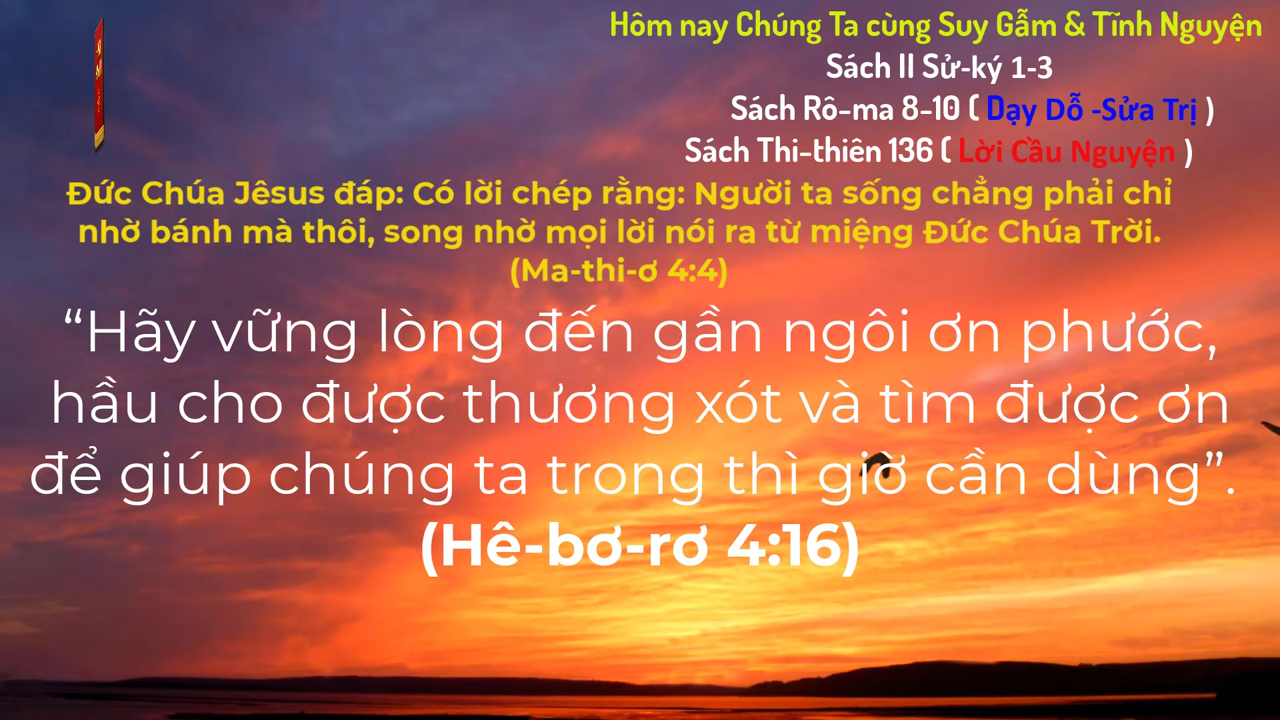 Hôm nay Chúng Ta cùng Suy Gẫm & Tĩnh Nguyện
Sách II Sử-ký 1-3
Sách Rô-ma 8-10 ( Dạy Dỗ -Sửa Trị )
Sách Thi-thiên 136 ( Lời Cầu Nguyện )
Đức Chúa Jêsus đáp: Có lời chép rằng: Người ta sống chẳng phải chỉ
nhờ bánh mà thôi, song nhờ mọi lời nói ra từ miệng Đức Chúa Trời.
(Ma-thi-ơ 4:4)
“Hãy vững lòng đến gần ngôi ơn phước,
hầu cho được thương xót và tìm được ơn
để giúp chúng ta trong thì giờ cần dùng”.
(Hê-bơ-rơ 4:16)